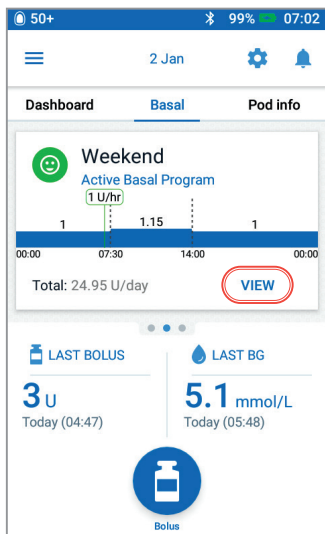 50+ 99% 07:02
2 Jan
Dashboard Basal Pod info
Weekend
Active Basal Program
1 U/hr
1 1.15 1
00:00 07:30 14:00 00:00
Total: 24.95 U/day VIEW
LAST BOLUS LAST BG
3 U 5.1 mmol/L
Today (04:47) Today (05:48)
Bolus